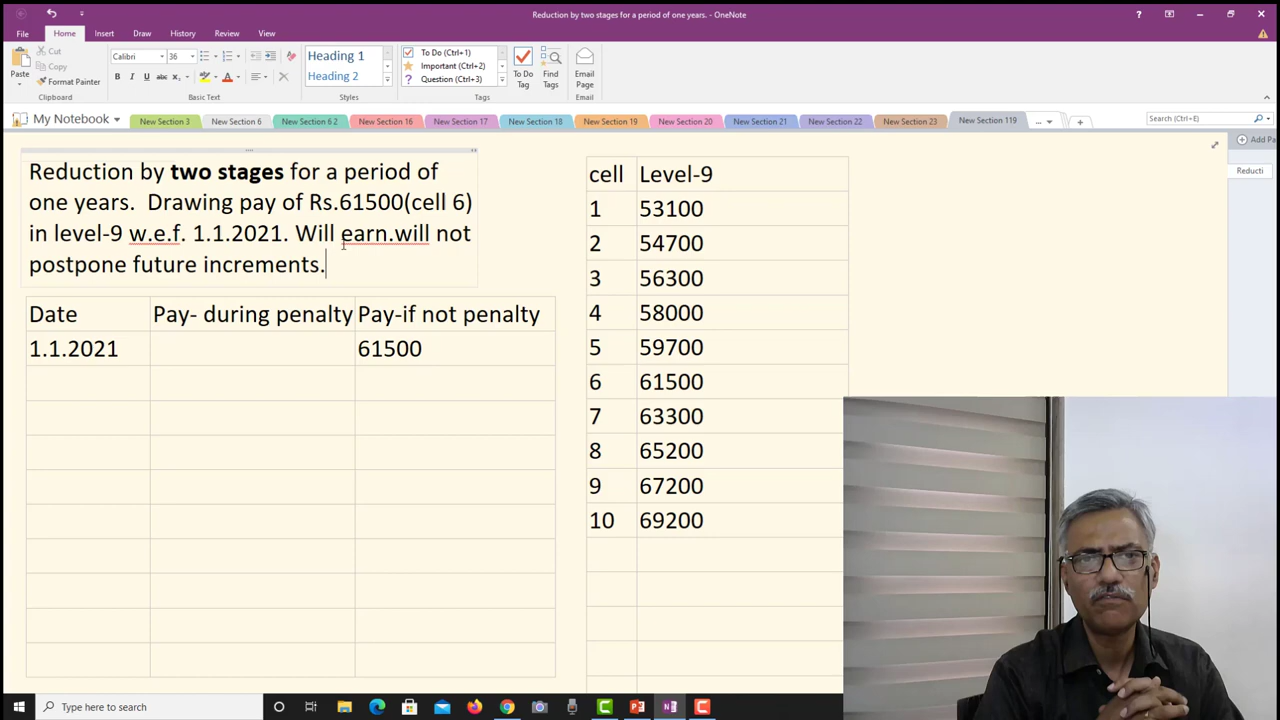 Reduction by two stages for a period of one years. - OneNote
?
File
Home
Insert
Draw
History
Review
View
Paste
Cut
Copy
Format Painter
Clipboard
Calibri
36
B I U abc x
A
Basic Text
Heading 1
Heading 2
Styles
To Do (Ctrl+1)
Important (Ctrl+2)
Question (Ctrl+3)
To Do
Tag
Find
Tags
Tags
Email
Page
Email
My Notebook
New Section 3
New Section 6
New Section 6 2
New Section 16
New Section 17
New Section 18
New Section 19
New Section 20
New Section 21
New Section 22
New Section 23
New Section 119
...
+
Search (Ctrl+E)
Add Pa
Reducti
Reduction by two stages for a period of
one years. Drawing pay of Rs.61500(cell 6)
in level-9 w.e.f. 1.1.2021. Will earn.will not
postpone future increments.
Date Pay- during penalty Pay-if not penalty
1.1.2021 61500
cell Level-9
1 53100
2 54700
3 56300
4 58000
5 59700
6 61500
7 63300
8 65200
9 67200
10 69200
Type here to search